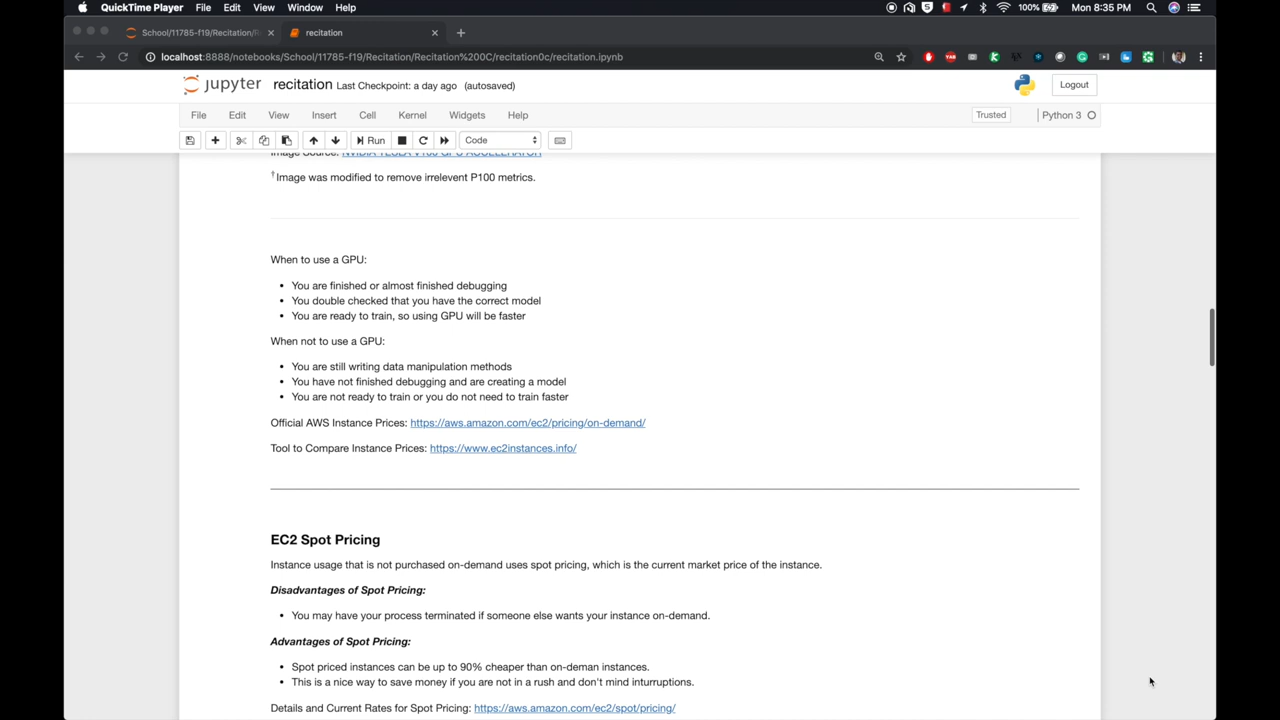 QuickTime Player File Edit View Window Help 100% Mon 8:35 PM
School/11785-f19/Recitation/R recitation
localhost:8888/notebooks/School/11785-f19/Recitation/Recitation%200C/recitation0c/recitation.ipynb
jupyter recitation Last Checkpoint: a day ago (autosaved) Logout
File Edit View Insert Cell Kernel Widgets Help Trusted Python 3
Run Code
Image Source: NVIDIA TESLA V100 GPU ACCELERATOR
†Image was modified to remove irrelevent P100 metrics.
When to use a GPU:
• You are finished or almost finished debugging
• You double checked that you have the correct model
• You are ready to train, so using GPU will be faster
When not to use a GPU:
• You are still writing data manipulation methods
• You have not finished debugging and are creating a model
• You are not ready to train or you do not need to train faster
Official AWS Instance Prices: https://aws.amazon.com/ec2/pricing/on-demand/
Tool to Compare Instance Prices: https://www.ec2instances.info/
EC2 Spot Pricing
Instance usage that is not purchased on-demand uses spot pricing, which is the current market price of the instance.
Disadvantages of Spot Pricing:
• You may have your process terminated if someone else wants your instance on-demand.
Advantages of Spot Pricing:
• Spot priced instances can be up to 90% cheaper than on-deman instances.
• This is a nice way to save money if you are not in a rush and don't mind inturruptions.
Details and Current Rates for Spot Pricing: https://aws.amazon.com/ec2/spot/pricing/